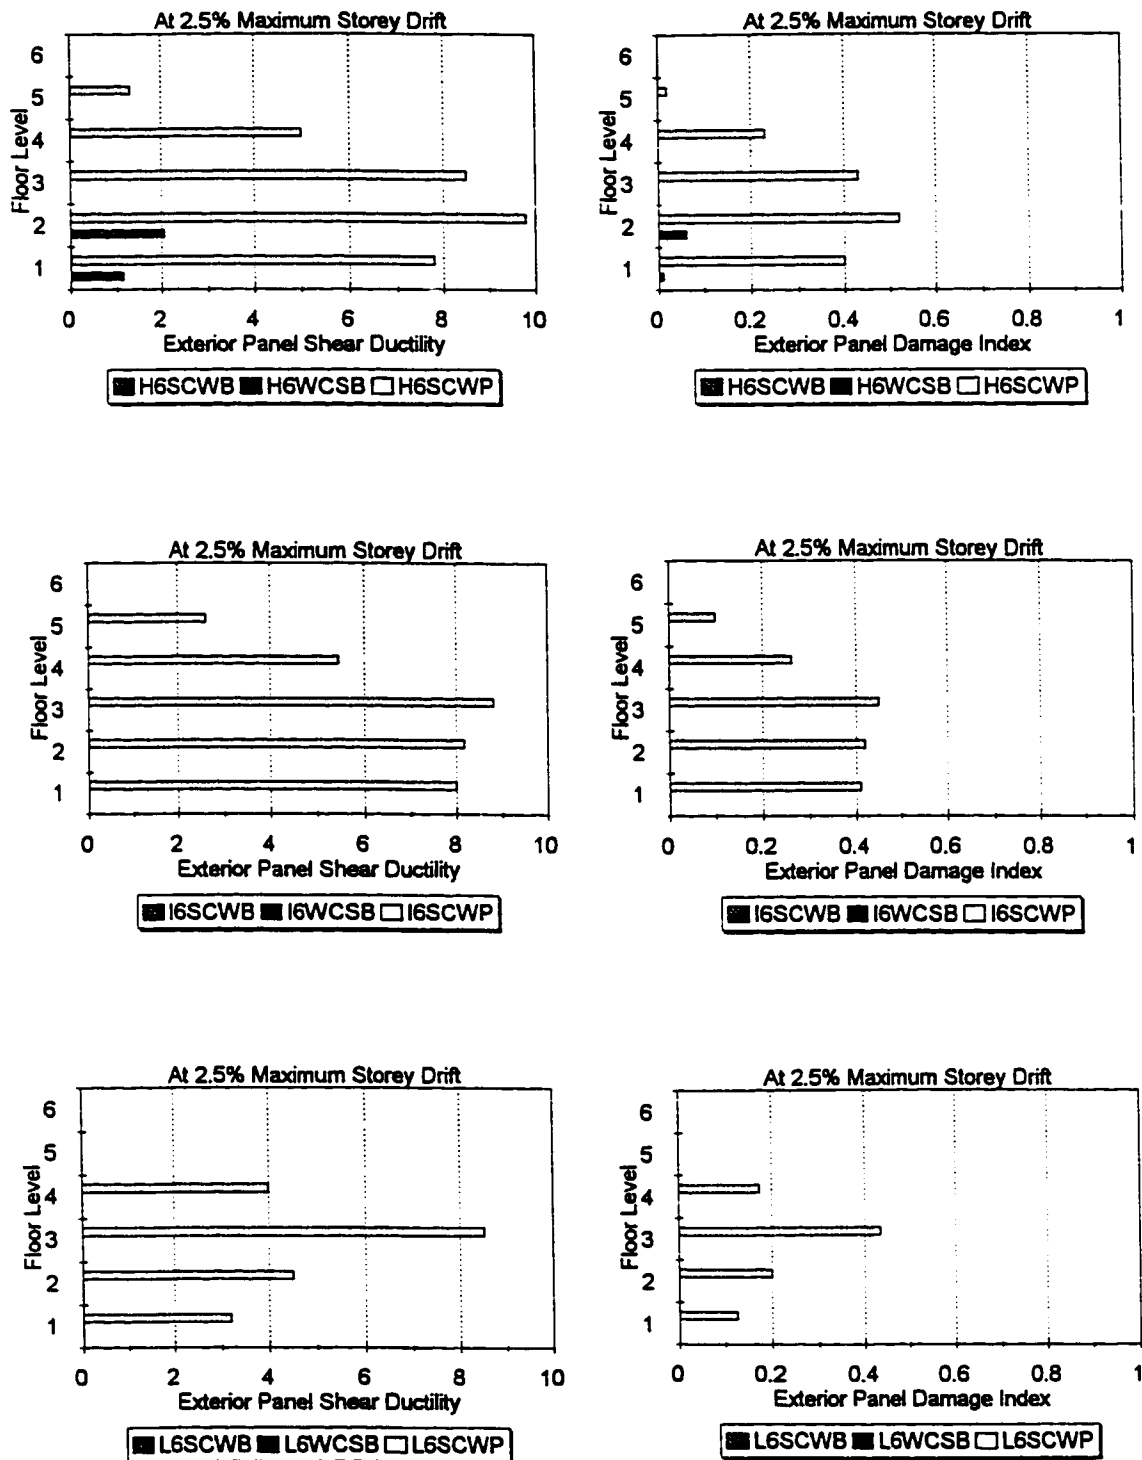 At 2.5% Maximum Storey Drift
6
5
4
3
2
1
Floor Level
0 2 4 6 8 10
Exterior Panel Shear Ductility
H6SCWB H6WCSB H6SCWP
At 2.5% Maximum Storey Drift
6
5
4
3
2
1
Floor Level
0 0.2 0.4 0.6 0.8 1
Exterior Panel Damage Index
H6SCWB H6WCSB H6SCWP
At 2.5% Maximum Storey Drift
6
5
4
3
2
1
Floor Level
0 2 4 6 8 10
Exterior Panel Shear Ductility
I6SCWB I6WCSB I6SCWP
At 2.5% Maximum Storey Drift
6
5
4
3
2
1
Floor Level
0 0.2 0.4 0.6 0.8 1
Exterior Panel Damage Index
I6SCWB I6WCSB I6SCWP
At 2.5% Maximum Storey Drift
6
5
4
3
2
1
Floor Level
0 2 4 6 8 10
Exterior Panel Shear Ductility
L6SCWB L6WCSB L6SCWP
At 2.5% Maximum Storey Drift
6
5
4
3
2
1
Floor Level
0 0.2 0.4 0.6 0.8 1
Exterior Panel Damage Index
L6SCWB L6WCSB L6SCWP